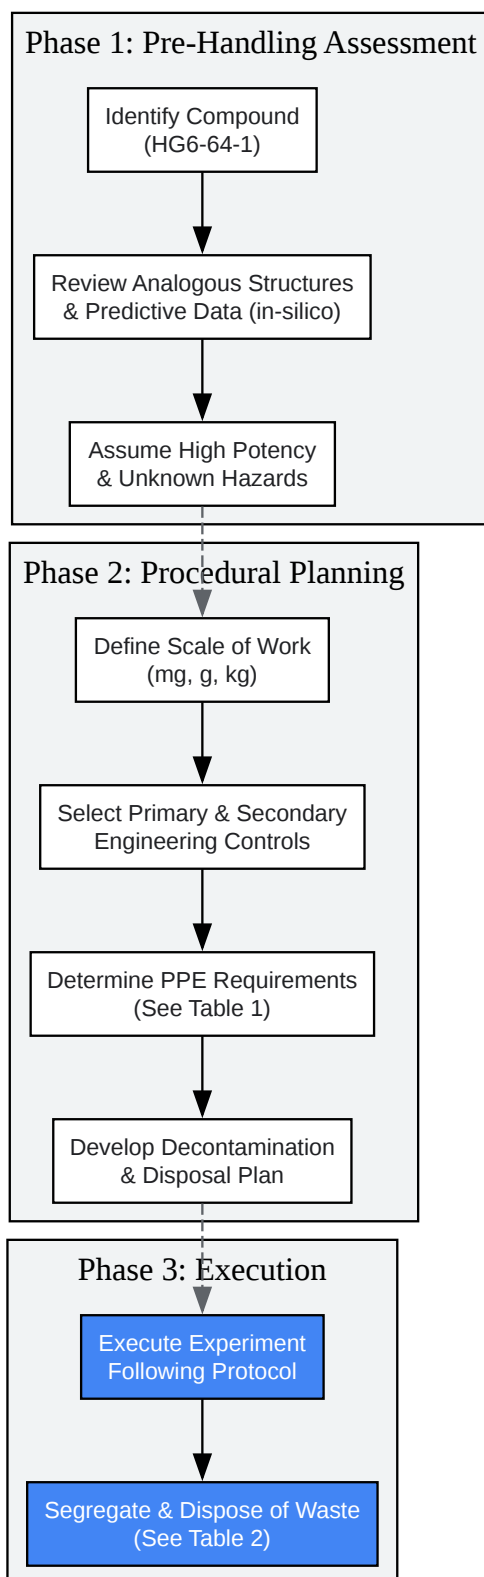 Phase 1: Pre-Handling Assessment
Identify Compound
(HG6-64-1)
Review Analogous Structures
& Predictive Data (in-silico)
Assume High Potency
& Unknown Hazards
Phase 2: Procedural Planning
Define Scale of Work
(mg, g, kg)
Select Primary & Secondary
Engineering Controls
Determine PPE Requirements
(See Table 1)
Develop Decontamination
& Disposal Plan
Phase 3: Execution
Execute Experiment
Following Protocol
Segregate & Dispose of Waste
(See Table 2)